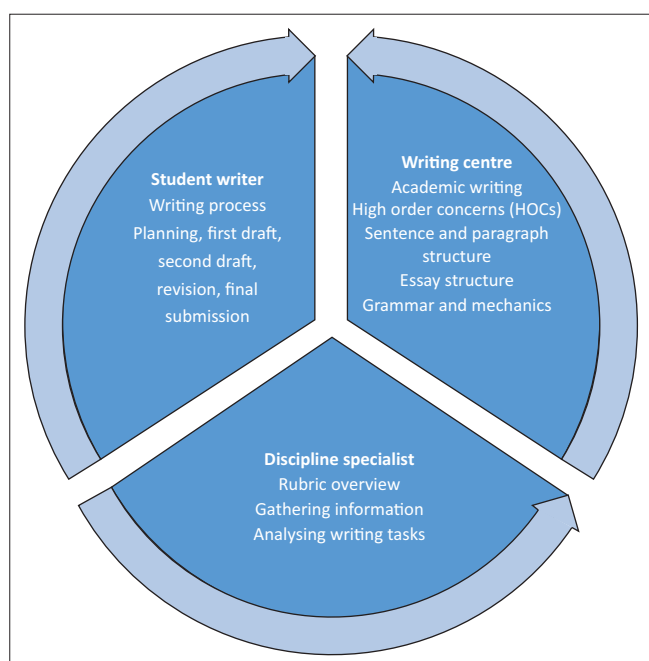 Student writer
Writing process
Planning, first draft,
second draft,
revision, final
submission
Writing centre
Academic writing
High order concerns (HOCs)
Sentence and paragraph
structure
Essay structure
Grammar and mechanics
Discipline specialist
Rubric overview
Gathering information
Analysing writing tasks